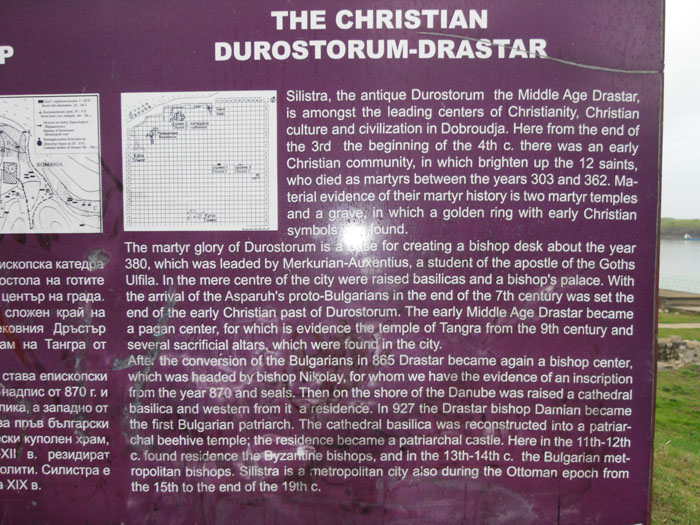 THE CHRISTIAN
DUROSTORUM-DRASTAR
Р
ROMANIA
Silistra, the antique Durostorum the Middle Age Drastar,
is amongst the leading centers of Christianity, Christian
culture and civilization in Dobroudja. Here from the end of
the 3rd the beginning of the 4th c. there was an early
Christian community, in which brighten up the 12 saints,
who died as martyrs between the years 303 and 362. Ma-
terial evidence of their martyr history is two martyr temples
and a grave, in which a golden ring with early Christian
symbols was found.
The martyr glory of Durostorum is a base for creating a bishop desk about the year
380, which was leaded by Merkurian-Auxentius, a student of the apostle of the Goths
Ulfila. In the mere centre of the city were raised basilicas and a bishop's palace. With
the arrival of the Asparuh's proto-Bulgarians in the end of the 7th century was set the
end of the early Christian past of Durostorum. The early Middle Age Drastar became
a pagan center, for which is evidence the temple of Tangra from the 9th century and
several sacrificial altars, which were found in the city.
After the conversion of the Bulgarians in 865 Drastar became again a bishop center,
which was headed by bishop Nikolay, for whom we have the evidence of an inscription
from the year 870 and seals. Then on the shore of the Danube was raised a cathedral
basilica and western from it a residence. In 927 the Drastar bishop Damian became
the first Bulgarian patriarch. The cathedral basilica was reconstructed into a patriar-
chal beehive temple; the residence became a patriarchal castle. Here in the 11th-12th
c. found residence the Byzantine bishops, and in the 13th-14th c. the Bulgarian met-
ropolitan bishops. Silistra is a metropolitan city also during the Ottoman epoch from
the 15th to the end of the 19th c.
ископска катедра
остола на готите
център на града.
сложен край на
ековния Дръстър
ам на Тангра от
става епископски
надпис от 870 г. и
лика, а западно от
ва пръв български
ски куполен храм,
-XII в. резидират
олити. Силистра е
а XIX в.